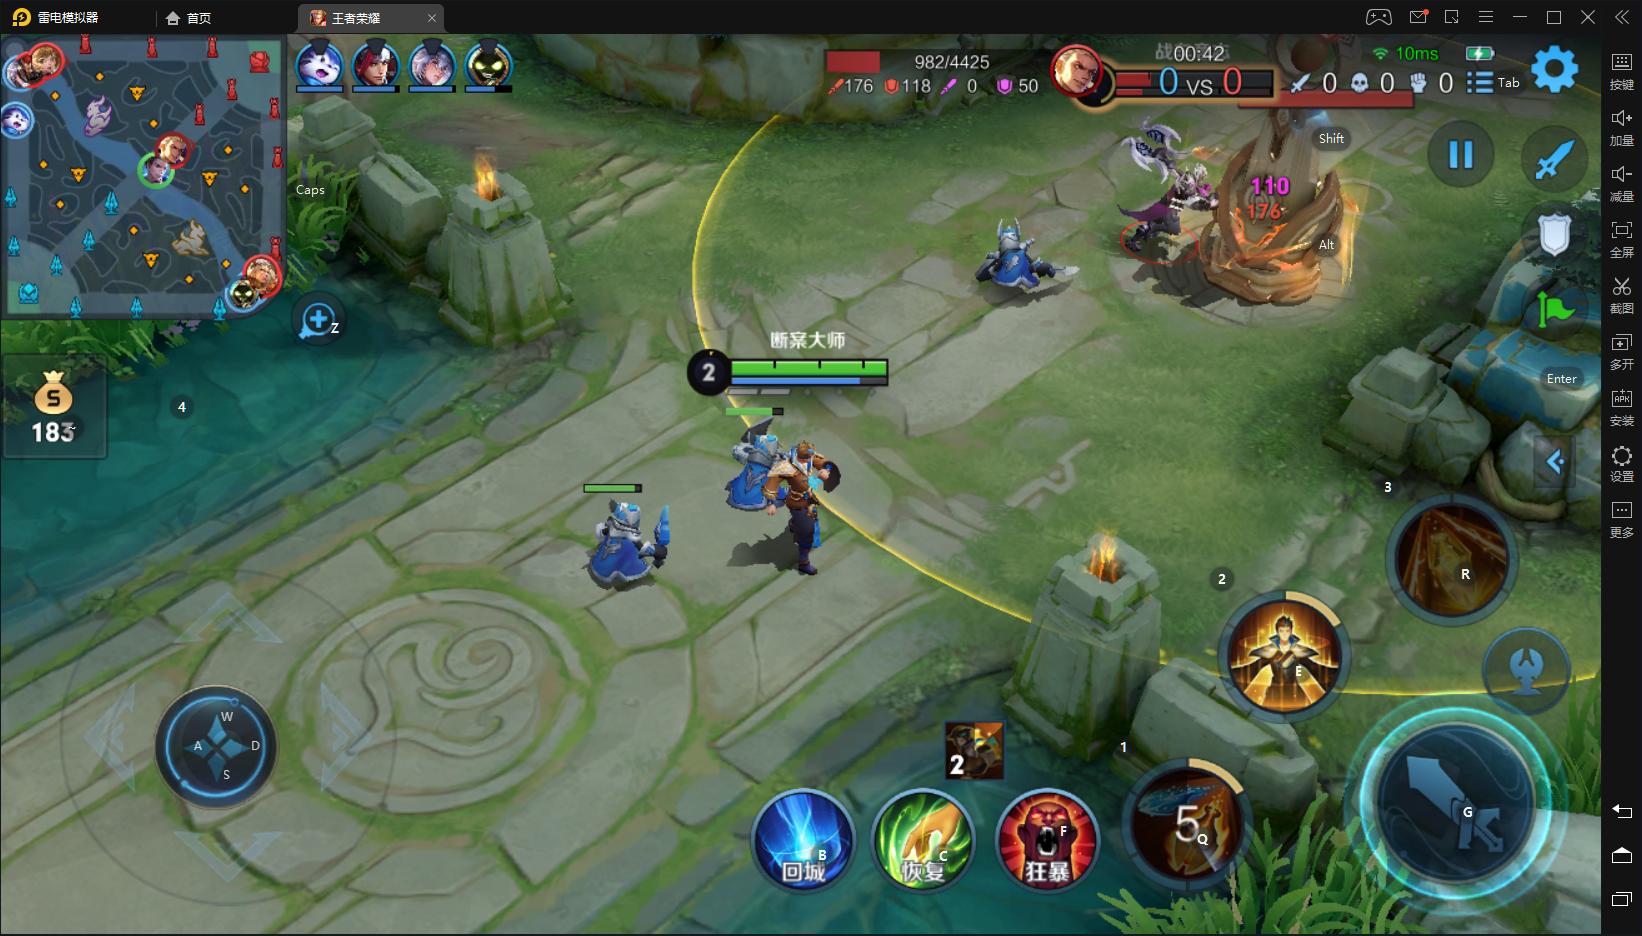 雷电模拟器
首页
王者荣耀
982/4425
176 118 0 50
00:42
0 VS 0
10ms
0 0 0
Tab
Shift
110
176
Alt
Caps
Z
183
4
断案大师
2
Enter
3
R
2
E
1
W
A D
S
2
B
回城
C
恢复
F
狂暴
5
Q
G
按键
加量
减量
全屏
截图
多开
APK
安装
设置
更多